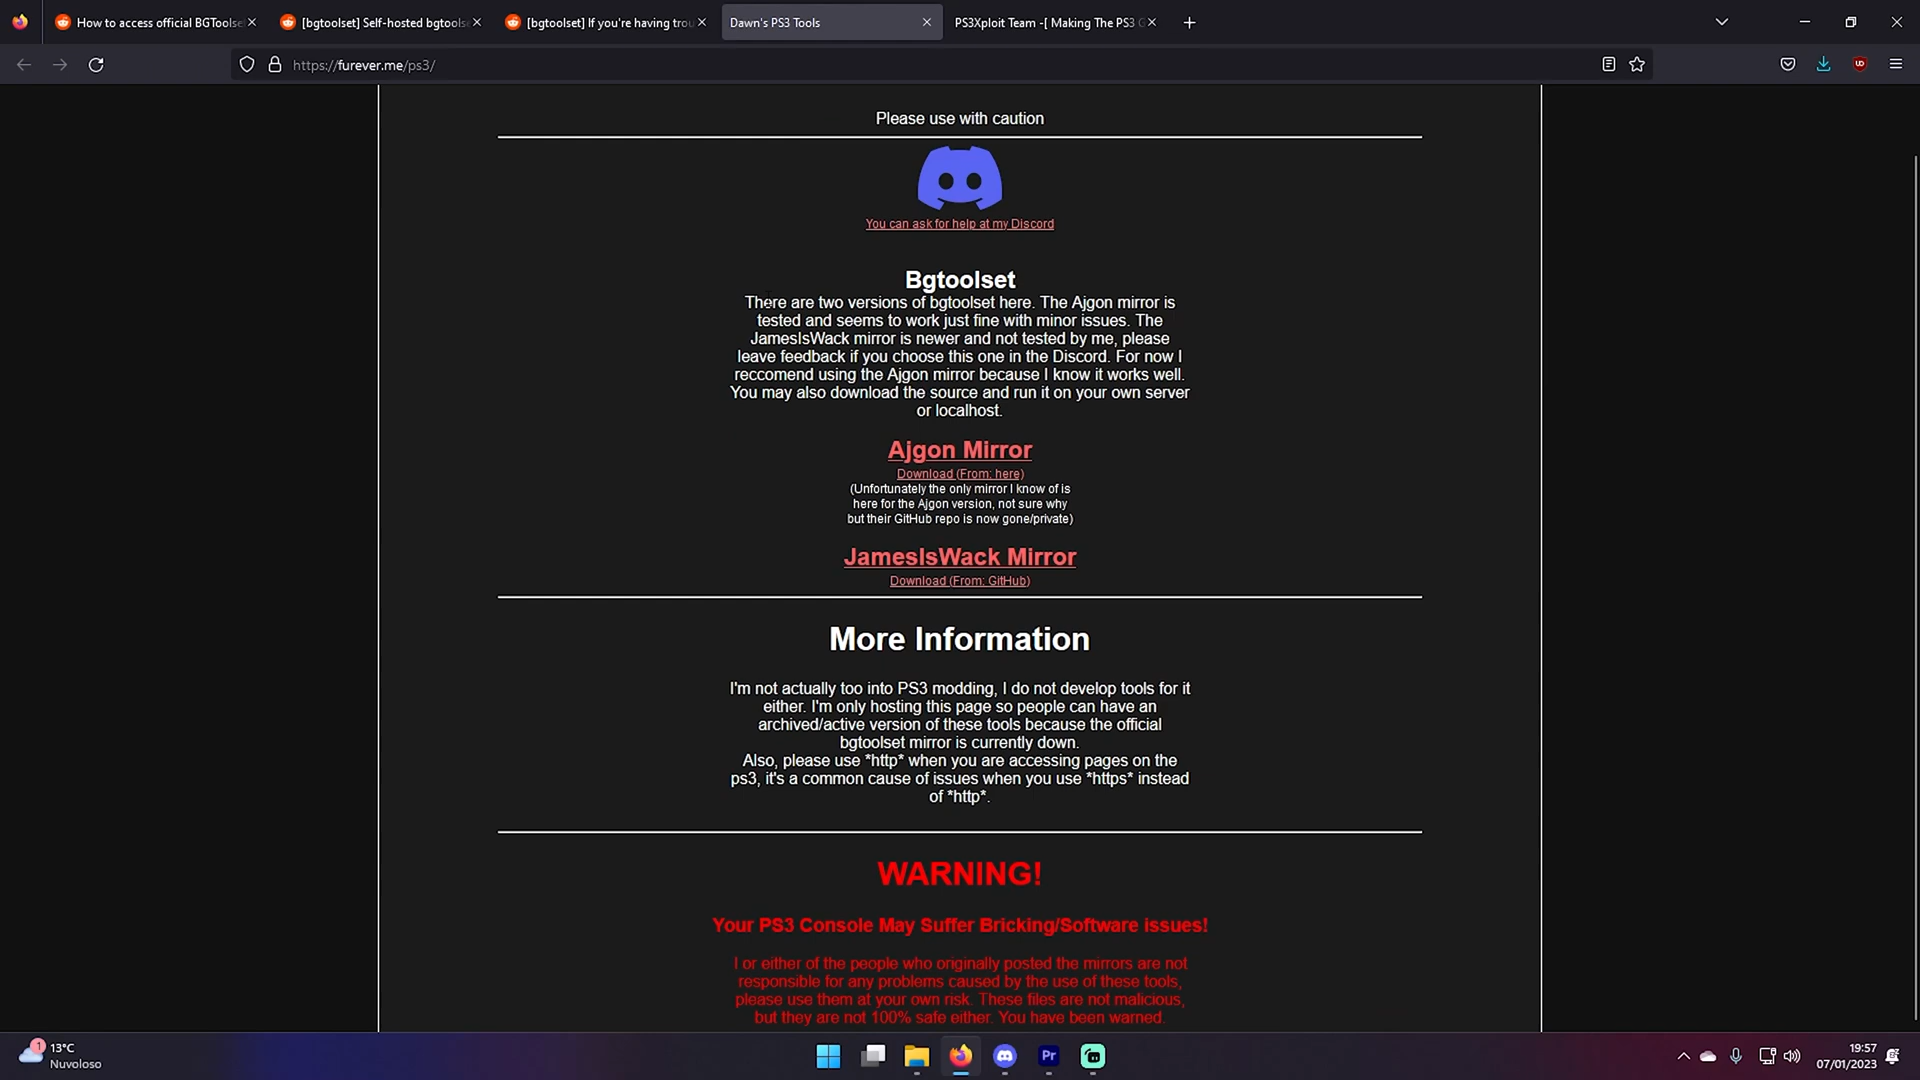 How to access official BGToolse
[bgtoolset] Self-hosted bgtools
[bgtoolset] If you're having trou
Dawn's PS3 Tools
PS3Xploit Team -[ Making The PS3 G
https://furever.me/ps3/
Please use with caution
You can ask for help at my Discord
Bgtoolset
There are two versions of bgtoolset here. The Ajgon mirror is
tested and seems to work just fine with minor issues. The
JamesIsWack mirror is newer and not tested by me, please
leave feedback if you choose this one in the Discord. For now I
reccomend using the Ajgon mirror because I know it works well.
You may also download the source and run it on your own server
or localhost.
Ajgon Mirror
Download (From: here)
(Unfortunately the only mirror I know of is
here for the Ajgon version, not sure why
but their GitHub repo is now gone/private)
JamesIsWack Mirror
Download (From: GitHub)
More Information
I'm not actually too into PS3 modding, I do not develop tools for it
either. I'm only hosting this page so people can have an
archived/active version of these tools because the official
bgtoolset mirror is currently down.
Also, please use *http* when you are accessing pages on the
ps3, it's a common cause of issues when you use *https* instead
of *http*.
WARNING!
Your PS3 Console May Suffer Bricking/Software issues!
I or either of the people who originally posted the mirrors are not
responsible for any problems caused by the use of these tools,
please use them at your own risk. These files are not malicious,
but they are not 100% safe either. You have been warned.
1
13°C
Nuvoloso
Pr
19:57
07/01/2023